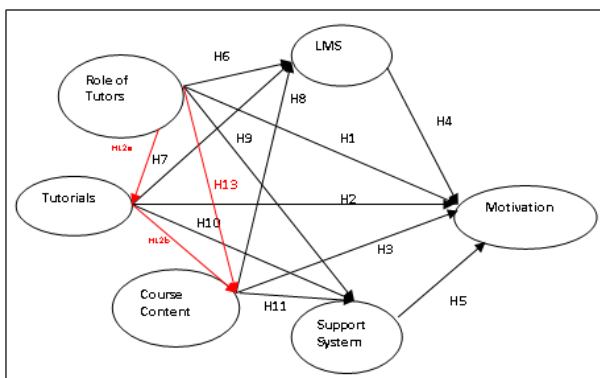 LMS
H6
Role of
Tutors
H8
H4
H12a
H9
H1
H7
H13
Tutorials
H2
Motivation
H10
H12b
H3
Course
Content
H11
H5
Support
System